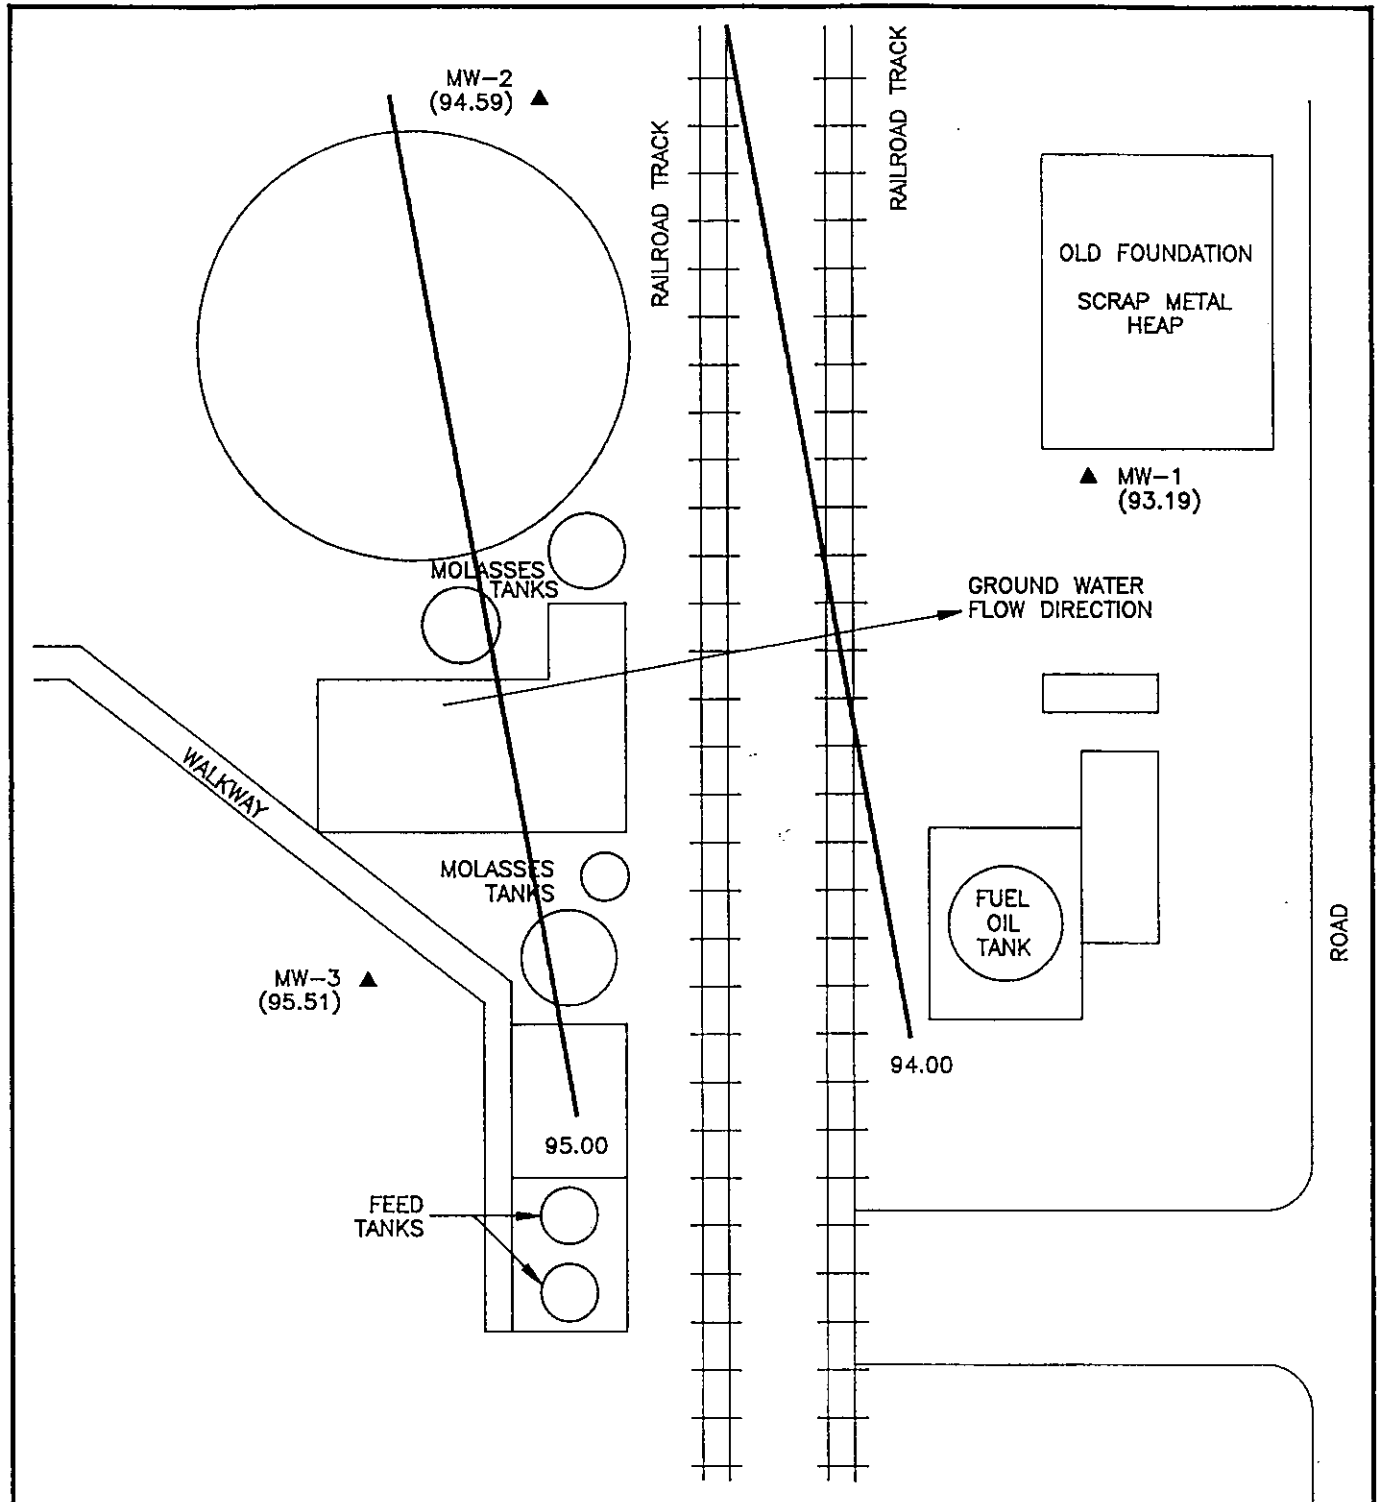 MW-2
(94.59)
RAILROAD TRACK
RAILROAD TRACK
OLD FOUNDATION
SCRAP METAL
HEAP
MW-1
(93.19)
MOLASSES
TANKS
GROUND WATER
FLOW DIRECTION
WALKWAY
MOLASSES
TANKS
FUEL
OIL
TANK
ROAD
MW-3
(95.51)
94.00
95.00
FEED
TANKS